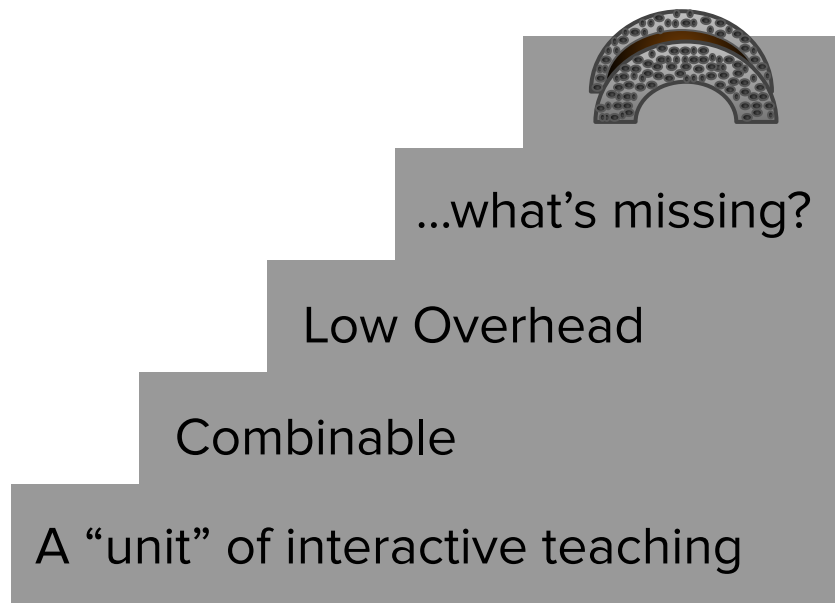 ...what’s missing?
Low Overhead
Combinable
A “unit” of interactive teaching